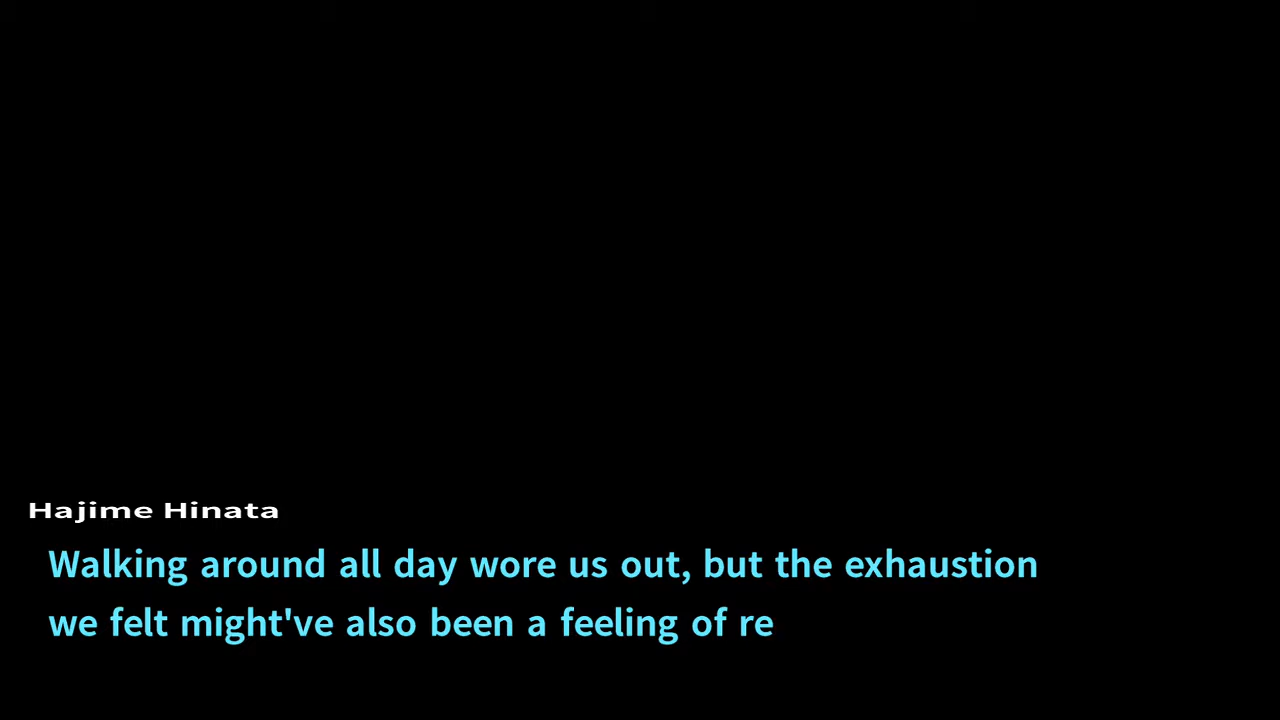 Hajime Hinata
Walking around all day wore us out, but the exhaustion
we felt might've also been a feeling of re